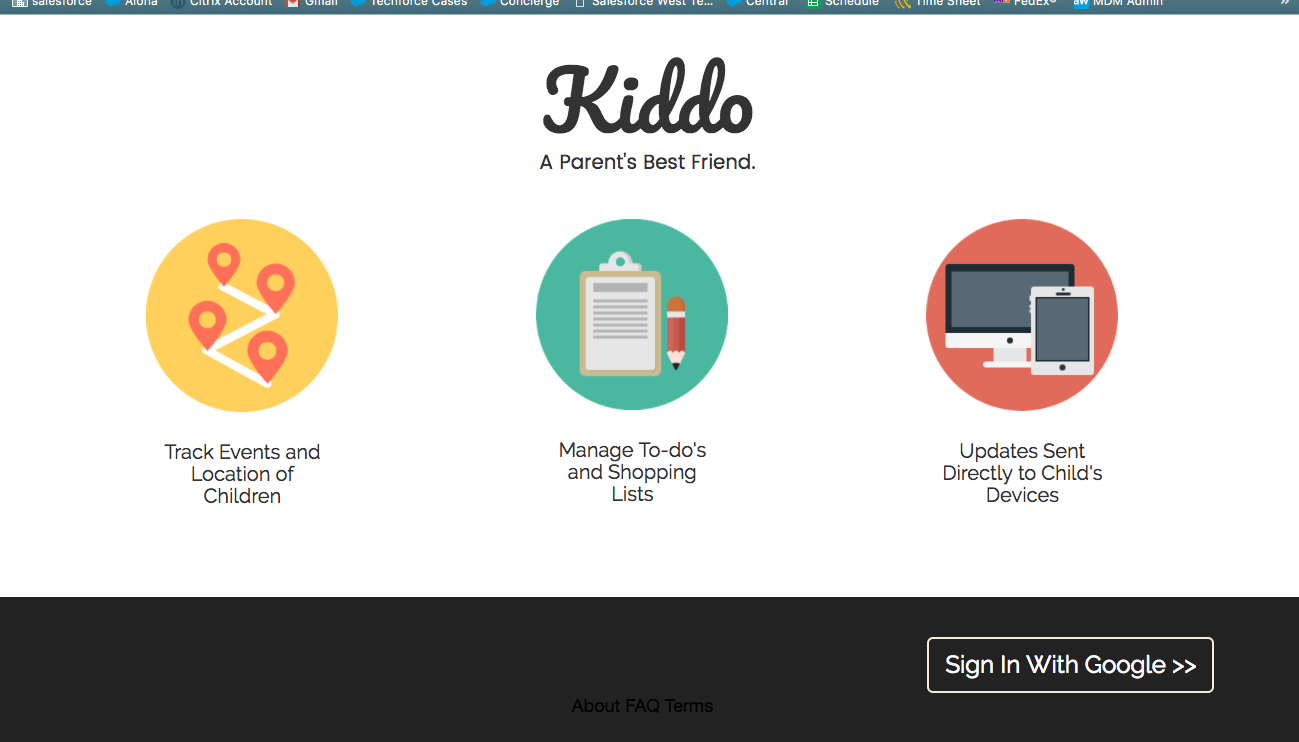 salesforce Aloha Citrix Account Gmail Techforce Cases Concierge Salesforce West Te... Central Schedule Time Sheet FedEx® MDM Admin »
Kiddo
A Parent's Best Friend.
Track Events and
Location of
Children
Manage To-do's
and Shopping
Lists
Updates Sent
Directly to Child's
Devices
Sign In With Google >>
About FAQ Terms